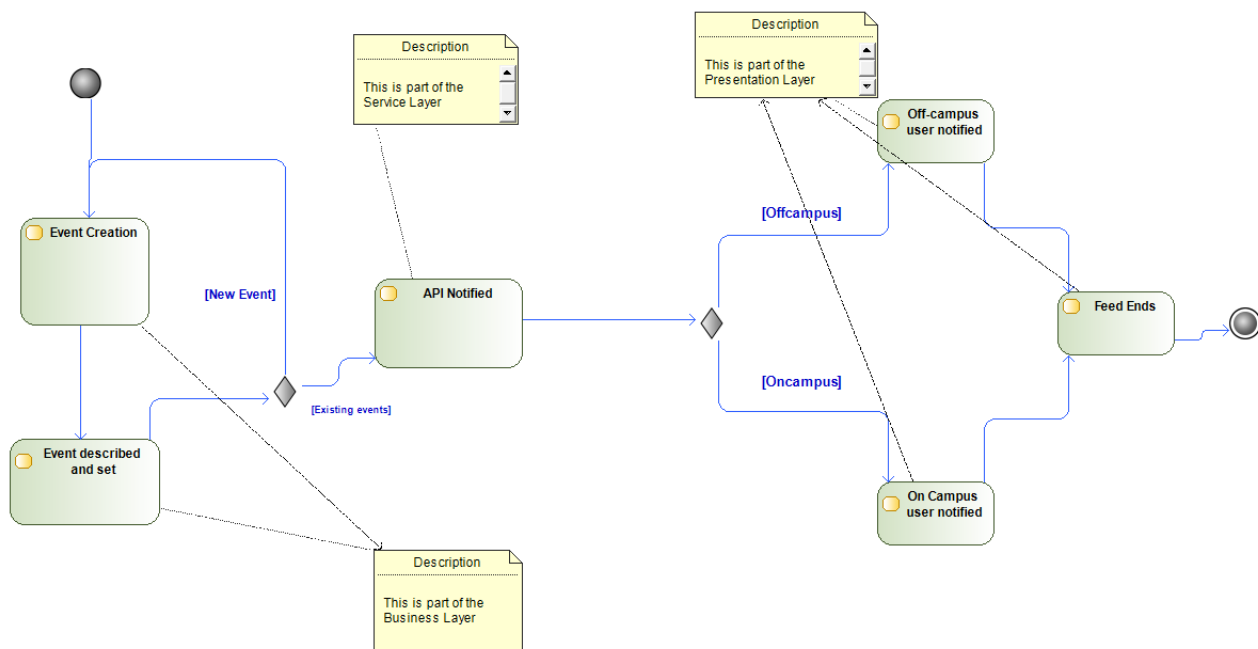 Description
This is part of the
Service Layer
Description
This is part of the
Presentation Layer
Off-campus
user notified
[Offcampus]
Event Creation
[New Event]
API Notified
Feed Ends
[Oncampus]
[Existing events]
Event described
and set
On Campus
user notified
Description
This is part of the
Business Layer